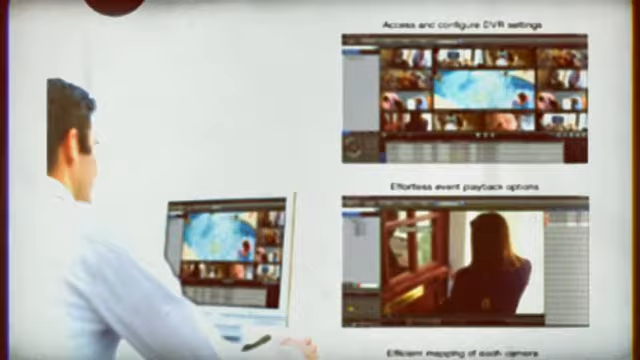 Access and configure DVR settings
Effortless event playback options
Efficient mapping of each camera